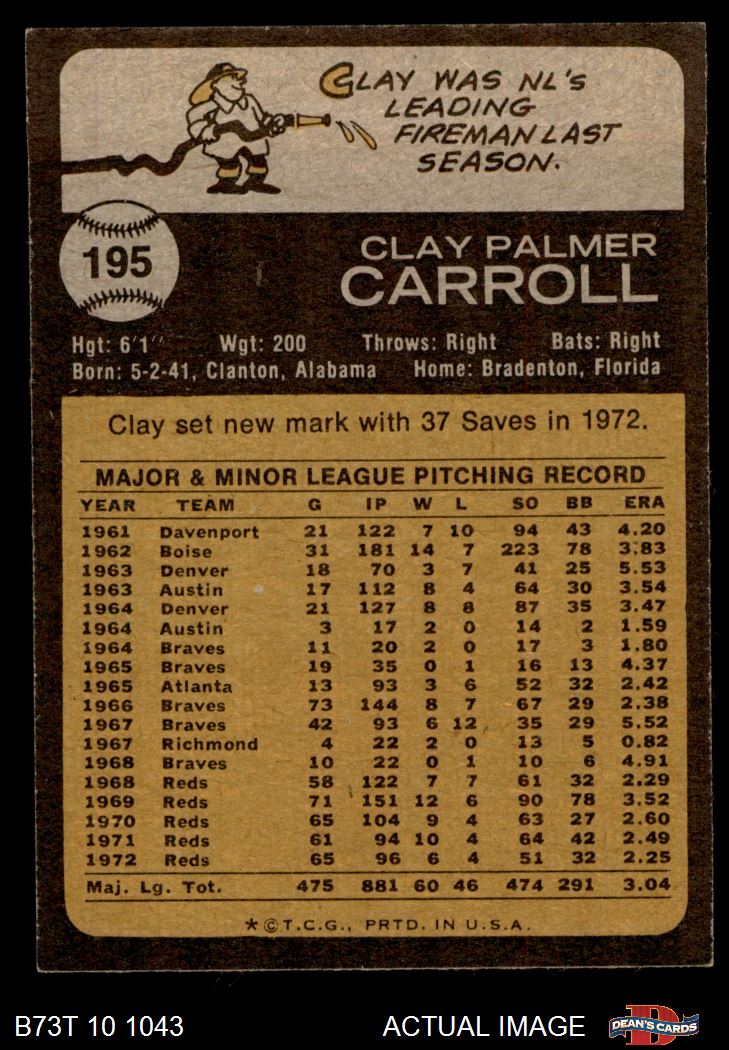 CLAY WAS NL'S
LEADING
FIREMAN LAST
SEASON.
195
CLAY PALMER
CARROLL
Hgt: 6'1" Wgt: 200 Throws: Right Bats: Right
Born: 5-2-41, Clanton, Alabama Home: Bradenton, Florida
Clay set new mark with 37 Saves in 1972.
MAJOR & MINOR LEAGUE PITCHING RECORD
YEAR TEAM G IP W L SO BB ERA
1961 Davenport 21 122 7 10 94 43 4.20
1962 Boise 31 181 14 7 223 78 3.83
1963 Denver 18 70 3 7 41 25 5.53
1963 Austin 17 112 8 4 64 30 3.54
1964 Denver 21 127 8 8 87 35 3.47
1964 Austin 3 17 2 0 14 2 1.59
1964 Braves 11 20 2 0 17 3 1.80
1965 Braves 19 35 0 1 16 13 4.37
1965 Atlanta 13 93 3 6 52 32 2.42
1966 Braves 73 144 8 7 67 29 2.38
1967 Braves 42 93 6 12 35 29 5.52
1967 Richmond 4 22 2 0 13 5 0.82
1968 Braves 10 22 0 1 10 6 4.91
1968 Reds 58 122 7 7 61 32 2.29
1969 Reds 71 151 12 6 90 78 3.52
1970 Reds 65 104 9 4 63 27 2.60
1971 Reds 61 94 10 4 64 42 2.49
1972 Reds 65 96 6 4 51 32 2.25
Maj. Lg. Tot. 475 881 60 46 474 291 3.04
*©T.C.G., PRTD. IN U.S.A.
B73T 10 1043 ACTUAL IMAGE DEAN'S CARDS